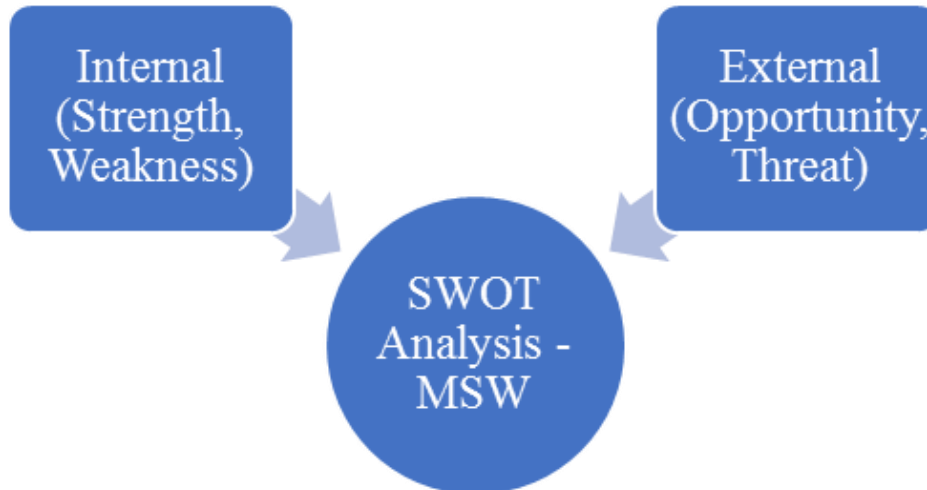 Internal
(Strength,
Weakness)
External
(Opportunity,
Threat)
SWOT
Analysis -
MSW